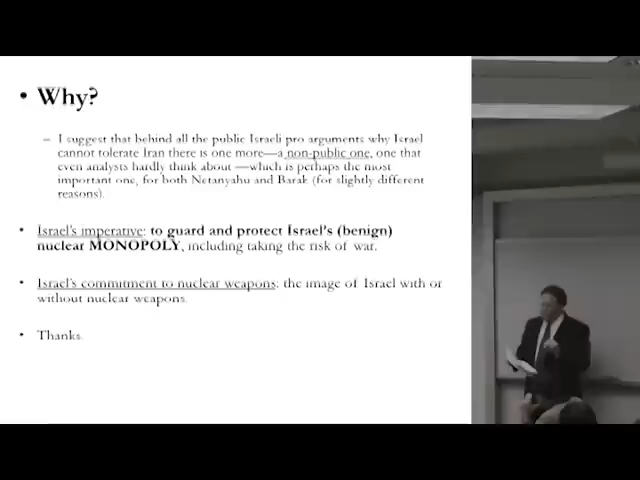 • Why?
– I suggest that behind all the public Israeli pro arguments why Israel
cannot tolerate Iran there is one more—a non-public one, one that
even analysts hardly think about —which is perhaps the most
important one, for both Netanyahu and Barak (for slightly different
reasons).
• Israel's imperative: to guard and protect Israel's (benign)
nuclear MONOPOLY, including taking the risk of war.
• Israel's commitment to nuclear weapons: the image of Israel with or
without nuclear weapons.
• Thanks.